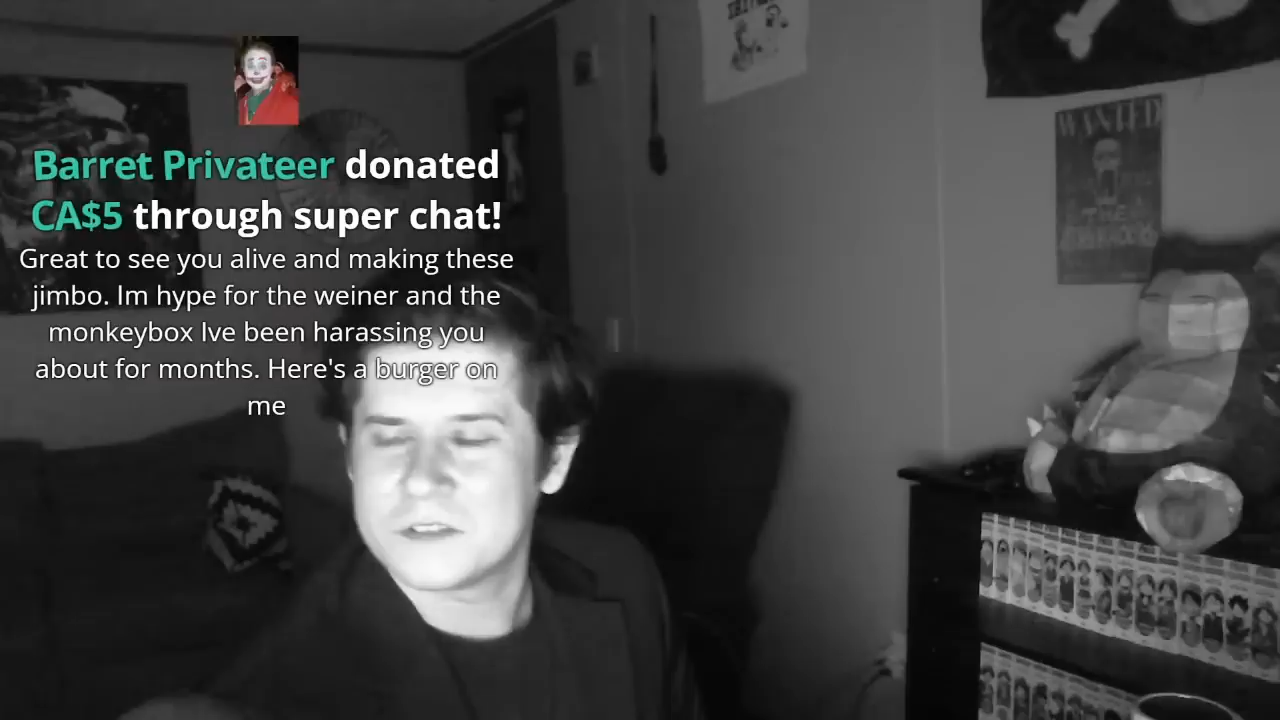 Barret Privateer donated
CA$5 through super chat!
Great to see you alive and making these
jimbo. Im hype for the weiner and the
monkeybox Ive been harassing you
about for months. Here's a burger on
me
WANTED